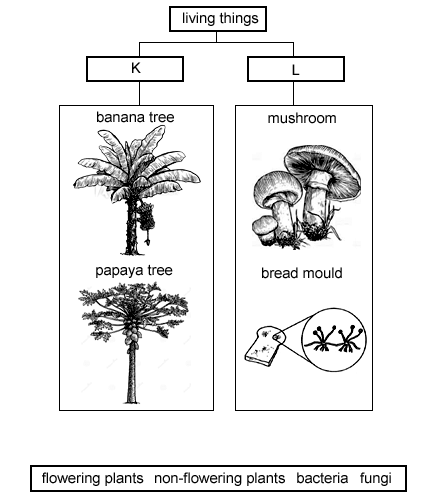 living things
K
L
banana tree
mushroom
papaya tree
bread mould
flowering plants non-flowering plants bacteria fungi